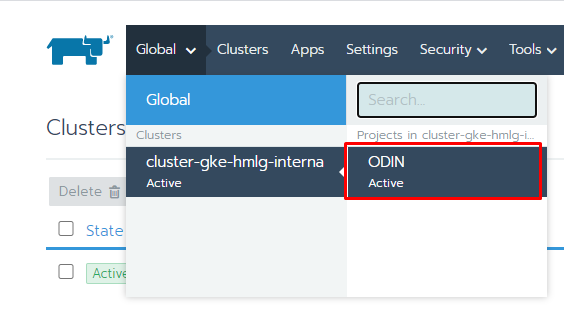 Global Clusters Apps Settings Security Tools
Global
Search...
Clusters
Clusters
Projects in cluster-gke-hmlg-i...
cluster-gke-hmlg-interna
ODIN
Active
Active
Delete
State
Active